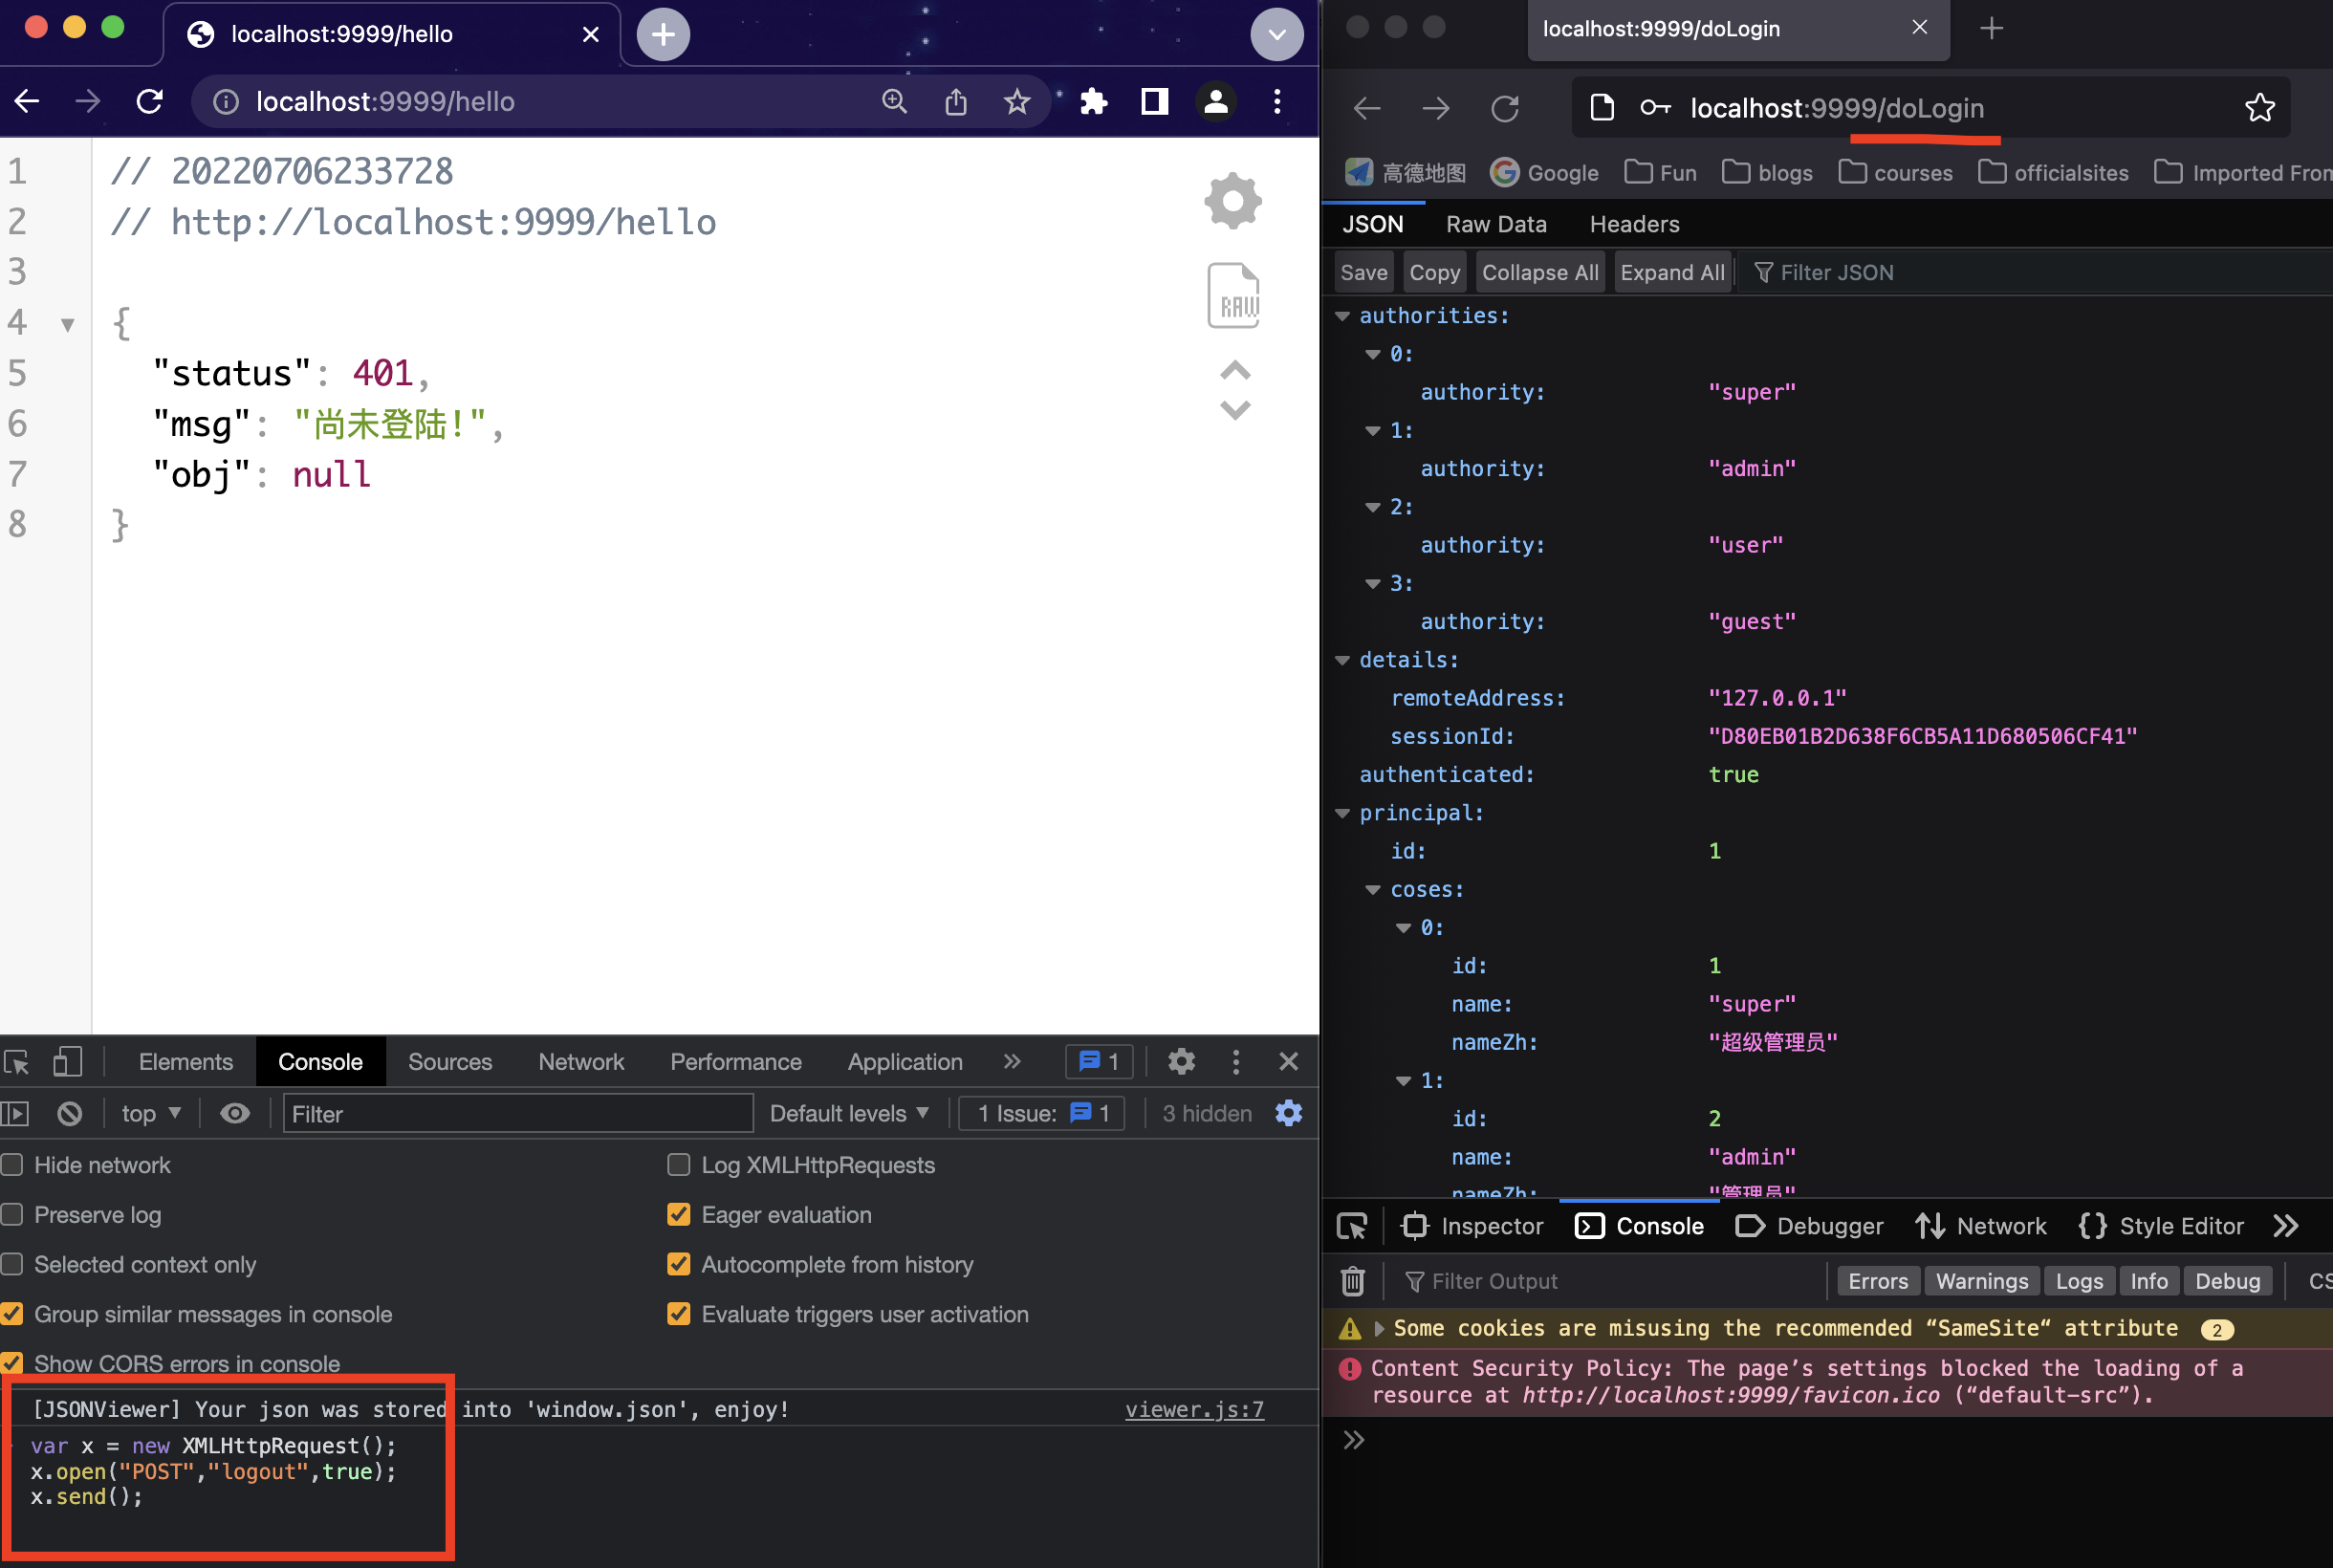 localhost:9999/hello
localhost:9999/hello
1 // 20220706233728
2 // http://localhost:9999/hello
3
4 {
5 "status": 401,
6 "msg": "尚未登陆!",
7 "obj": null
8 }
RAW
Elements Console Sources Network Performance Application 1
top Filter Default levels 1 Issue: 1 3 hidden
Hide network Log XMLHttpRequests
Preserve log Eager evaluation
Selected context only Autocomplete from history
Group similar messages in console Evaluate triggers user activation
Show CORS errors in console
[JSONViewer] Your json was stored into 'window.json', enjoy! viewer.js:7
var x = new XMLHttpRequest();
x.open("POST","logout",true);
x.send();
localhost:9999/doLogin
localhost:9999/doLogin
高德地图 Google Fun blogs courses officialsites Imported From
JSON Raw Data Headers
Save Copy Collapse All Expand All Filter JSON
authorities:
0:
authority: "super"
1:
authority: "admin"
2:
authority: "user"
3:
authority: "guest"
details:
remoteAddress: "127.0.0.1"
sessionId: "D80EB01B2D638F6CB5A11D680506CF41"
authenticated: true
principal:
id: 1
coses:
0:
id: 1
name: "super"
nameZh: "超级管理员"
1:
id: 2
name: "admin"
nameZh: "管理员"
Inspector Console Debugger Network Style Editor
Filter Output Errors Warnings Logs Info Debug CS
Some cookies are misusing the recommended “SameSite“ attribute 2
Content Security Policy: The page’s settings blocked the loading of a
resource at http://localhost:9999/favicon.ico (“default-src”).